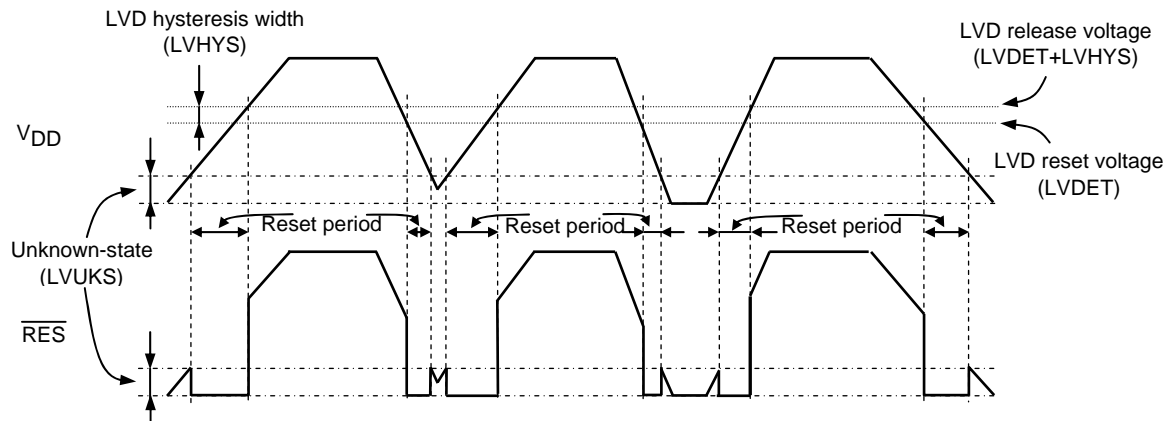 LVD hysteresis width
(LVHYS)
LVD release voltage
(LVDET+LVHYS)
VDD
LVD reset voltage
(LVDET)
Reset period
Reset period
Reset period
Unknown-state
(LVUKS)
RES